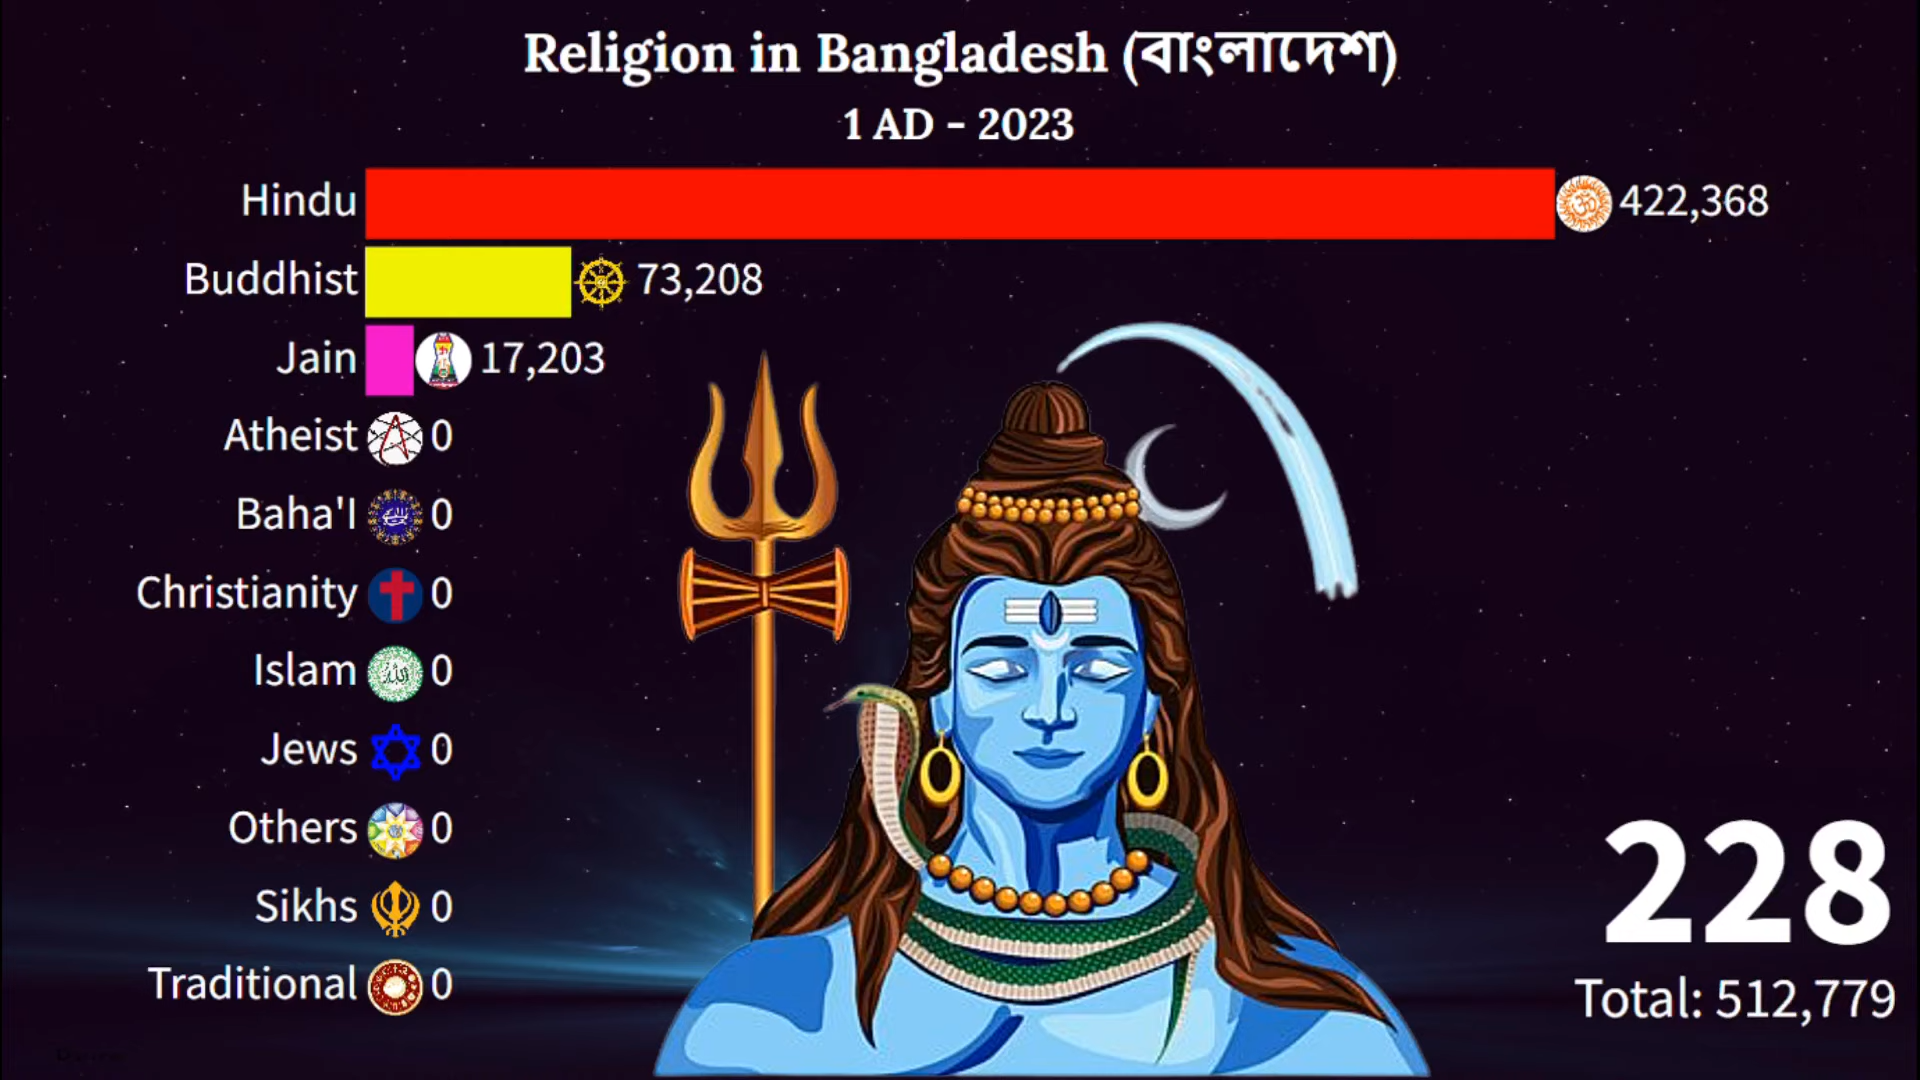 Religion in Bangladesh (বাংলাদেশ)
1 AD - 2023
Hindu 422,368
Buddhist 73,208
Jain 17,203
Atheist 0
Baha'I 0
Christianity 0
Islam 0
Jews 0
Others 0
Sikhs 0
Traditional 0
228
Total: 512,779